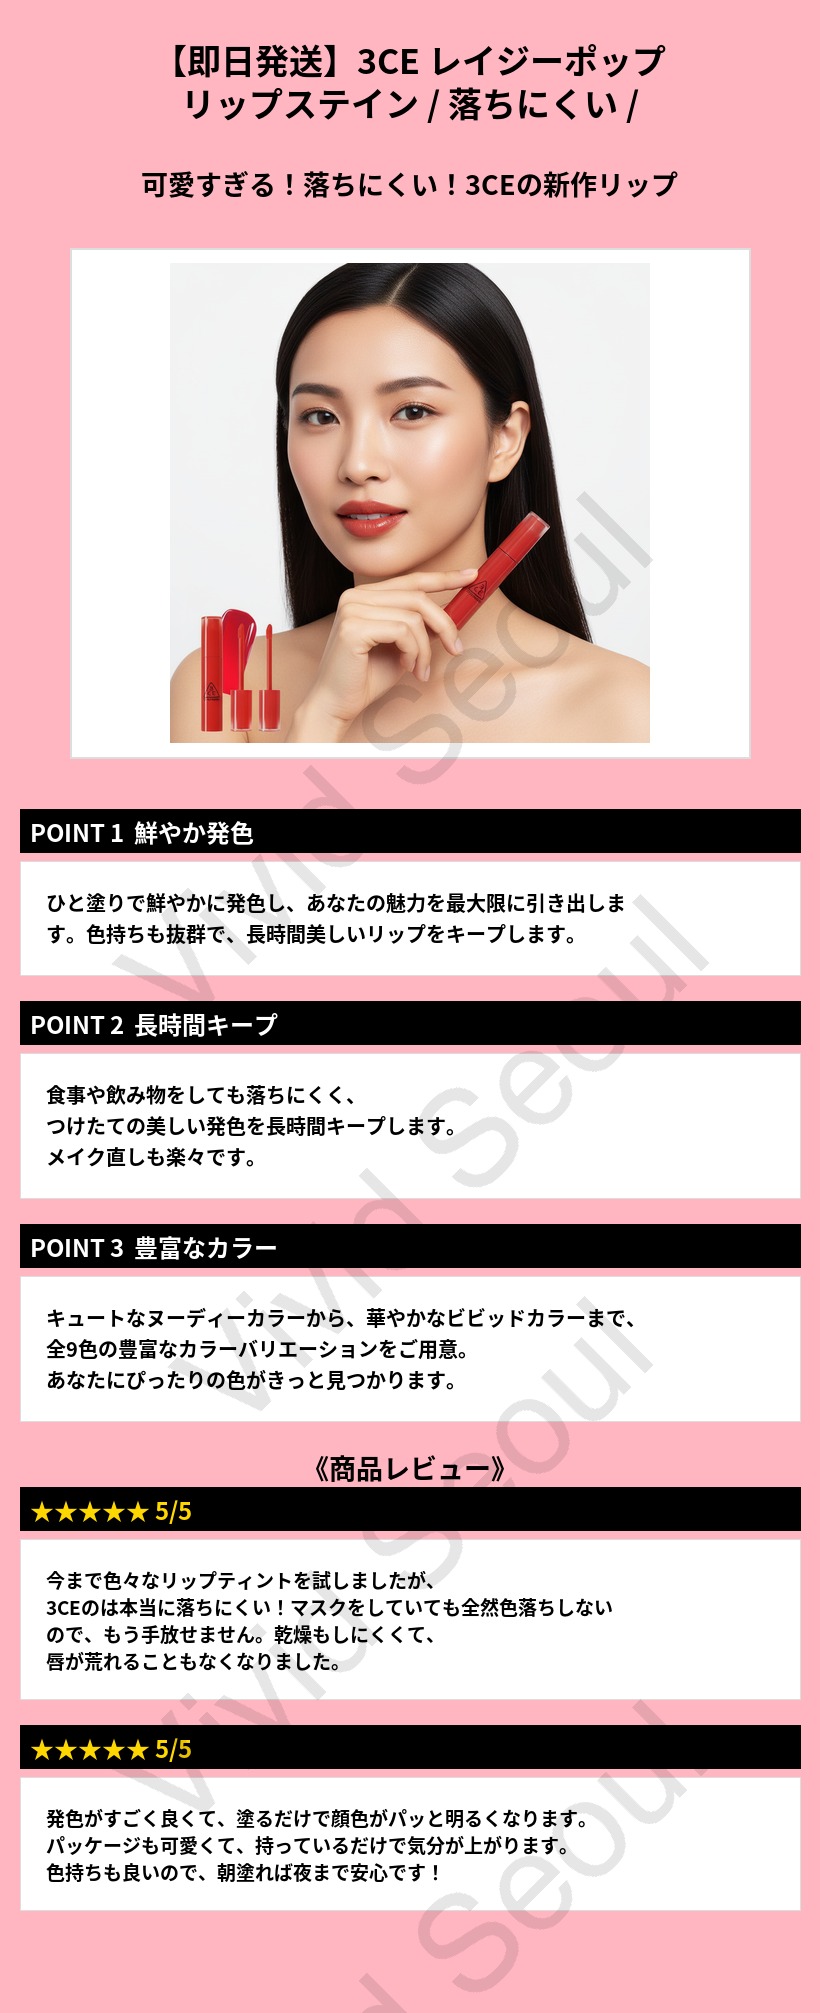 【即日発送】3CE レイジーポップ
リップステイン / 落ちにくい /
可愛すぎる！落ちにくい！3CEの新作リップ
POINT 1 鮮やか発色
ひと塗りで鮮やかに発色し、あなたの魅力を最大限に引き出しま
す。色持ちも抜群で、長時間美しいリップをキープします。
POINT 2 長時間キープ
食事や飲み物をしても落ちにくく、
つけたての美しい発色を長時間キープします。
メイク直しも楽々です。
POINT 3 豊富なカラー
キュートなヌーディーカラーから、華やかなビビッドカラーまで、
全9色の豊富なカラーバリエーションをご用意。
あなたにぴったりの色がきっと見つかります。
《商品レビュー》
★★★★★ 5/5
今まで色々なリップティントを試しましたが、
3CEのは本当に落ちにくい！マスクをしていても全然色落ちしない
ので、もう手放せません。乾燥もしにくくて、
唇が荒れることもなくなりました。
★★★★★ 5/5
発色がすごく良くて、塗るだけで顔色がパッと明るくなります。
パッケージも可愛くて、持っているだけで気分が上がります。
色持ちも良いので、朝塗れば夜まで安心です！
Vivid Seoul
Vivid Seoul
Vivid Seoul
Vivid Seoul